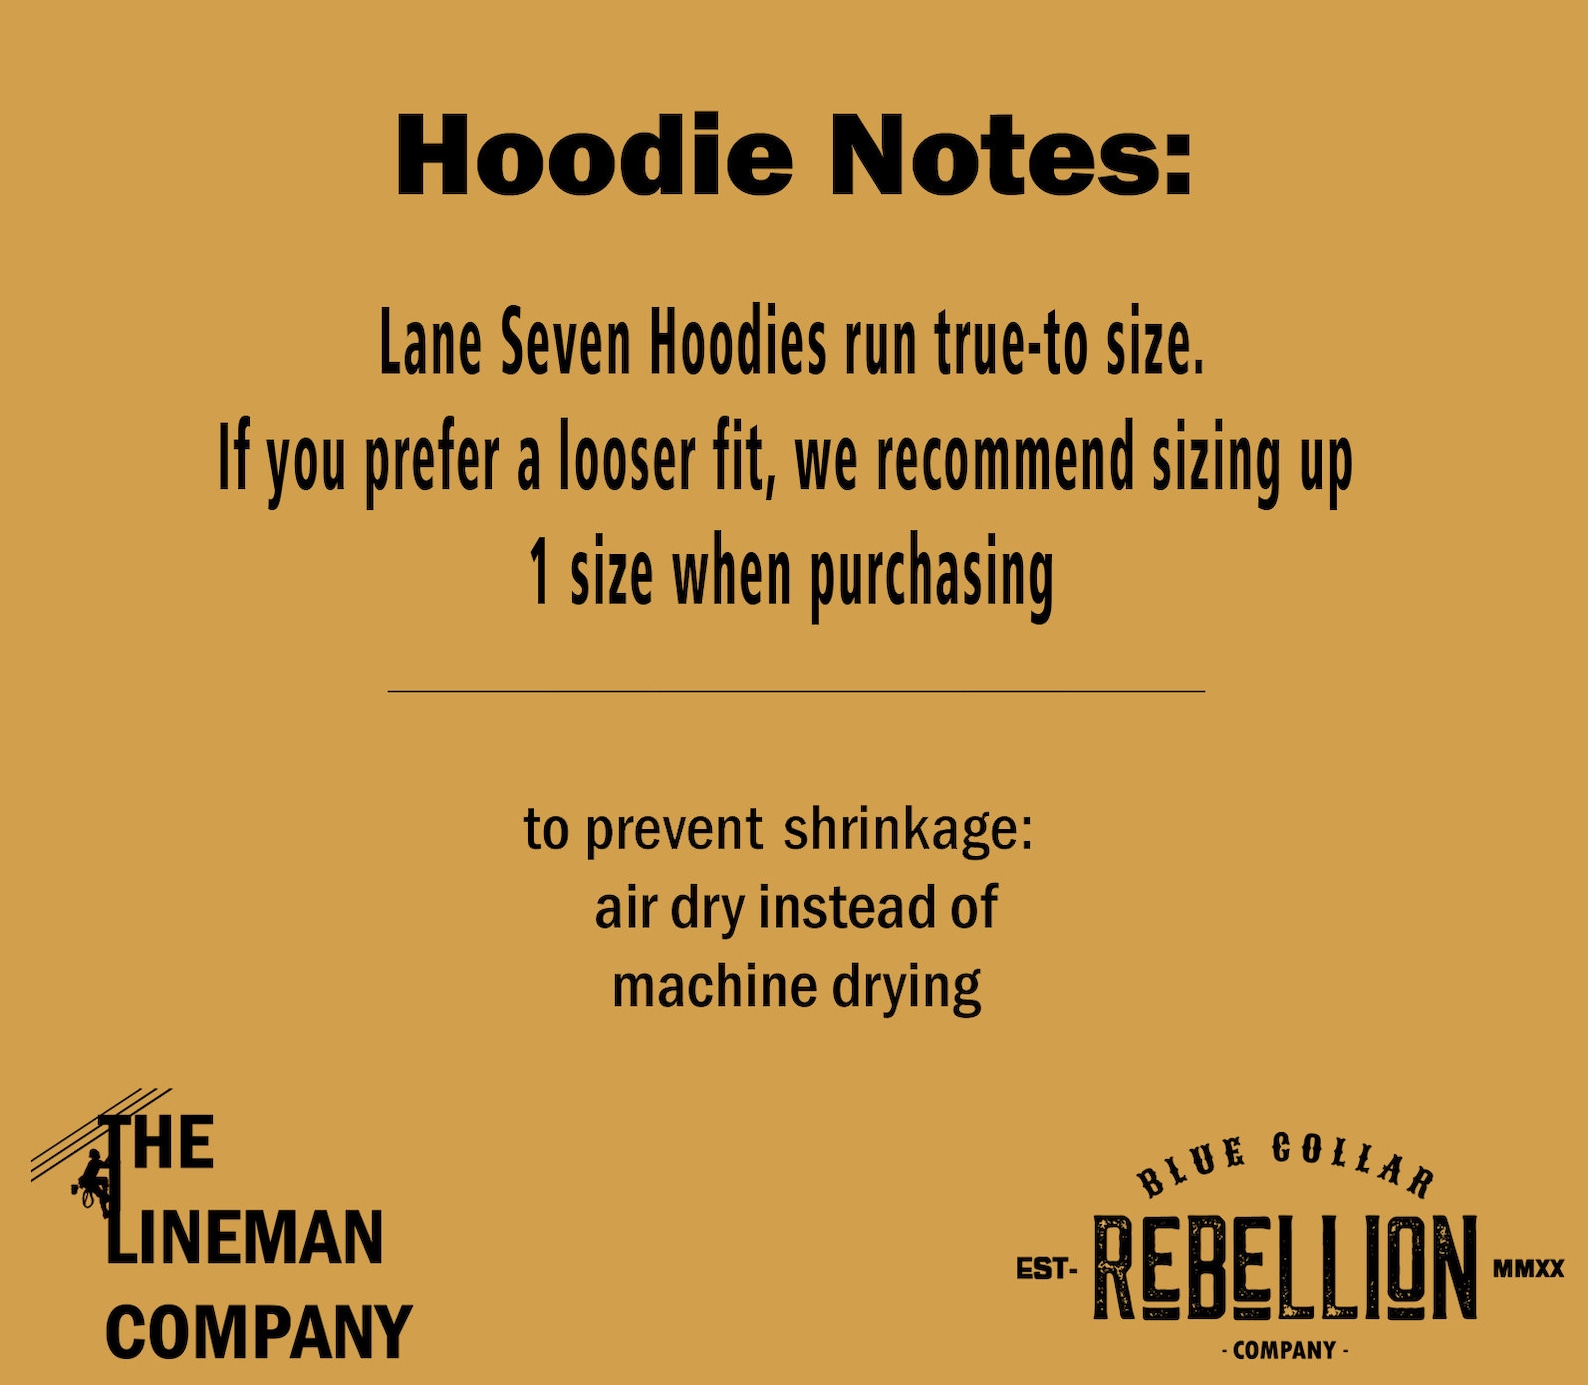 Hoodie Notes:
Lane Seven Hoodies run true-to size.
If you prefer a looser fit, we recommend sizing up
1 size when purchasing
to prevent shrinkage:
air dry instead of
machine drying
THE
LINEMAN
COMPANY
BLUE COLLAR
EST- REBELLION MMXX
- COMPANY -